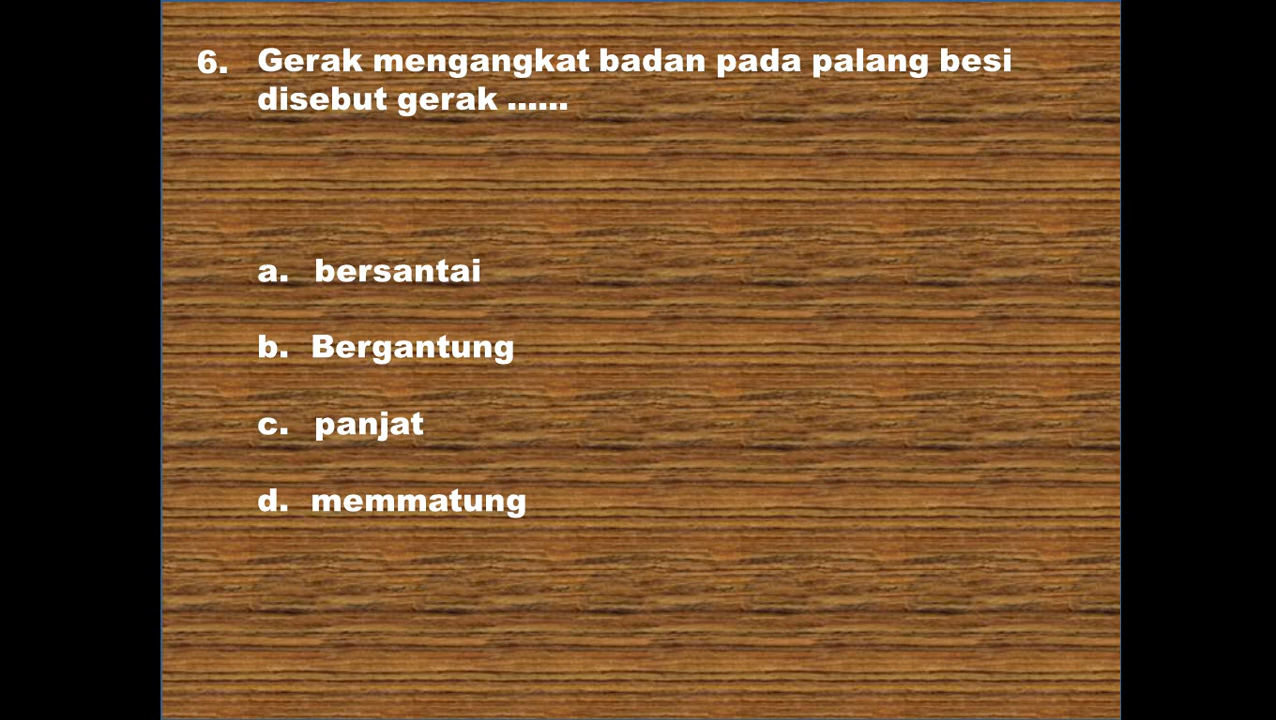 6. Gerak mengangkat badan pada palang besi
disebut gerak ......
a. bersantai
b. Bergantung
c. panjat
d. memmatung